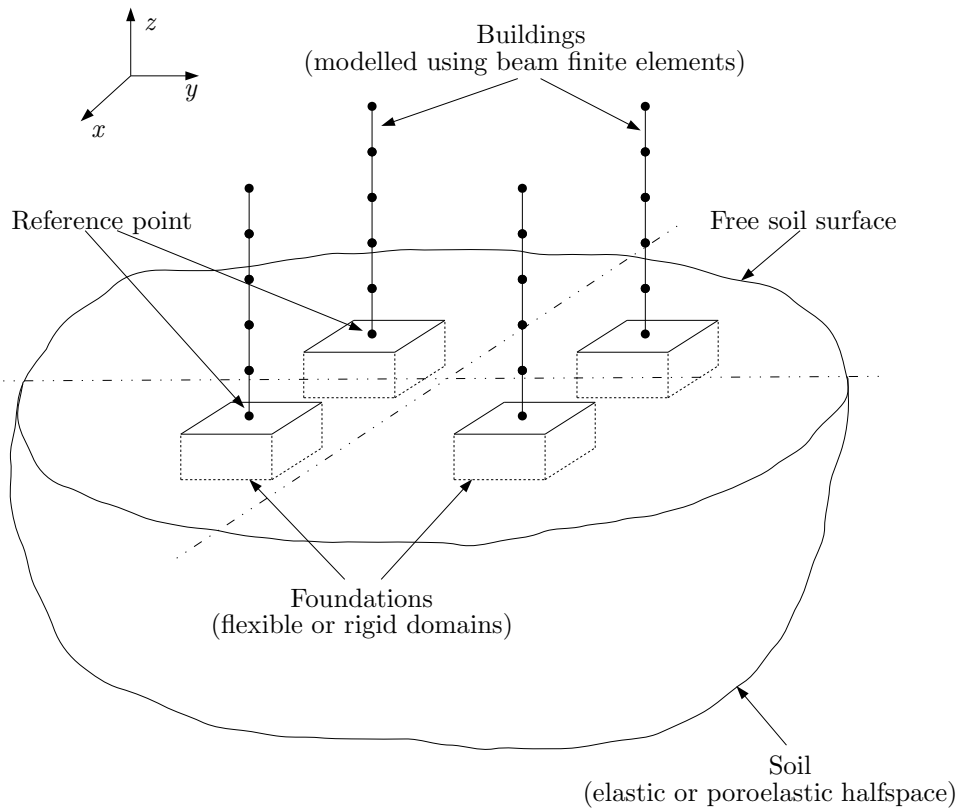 z
Buildings
(modelled using beam finite elements)
y
x
Reference point
Free soil surface
Foundations
(flexible or rigid domains)
Soil
(elastic or poroelastic halfspace)